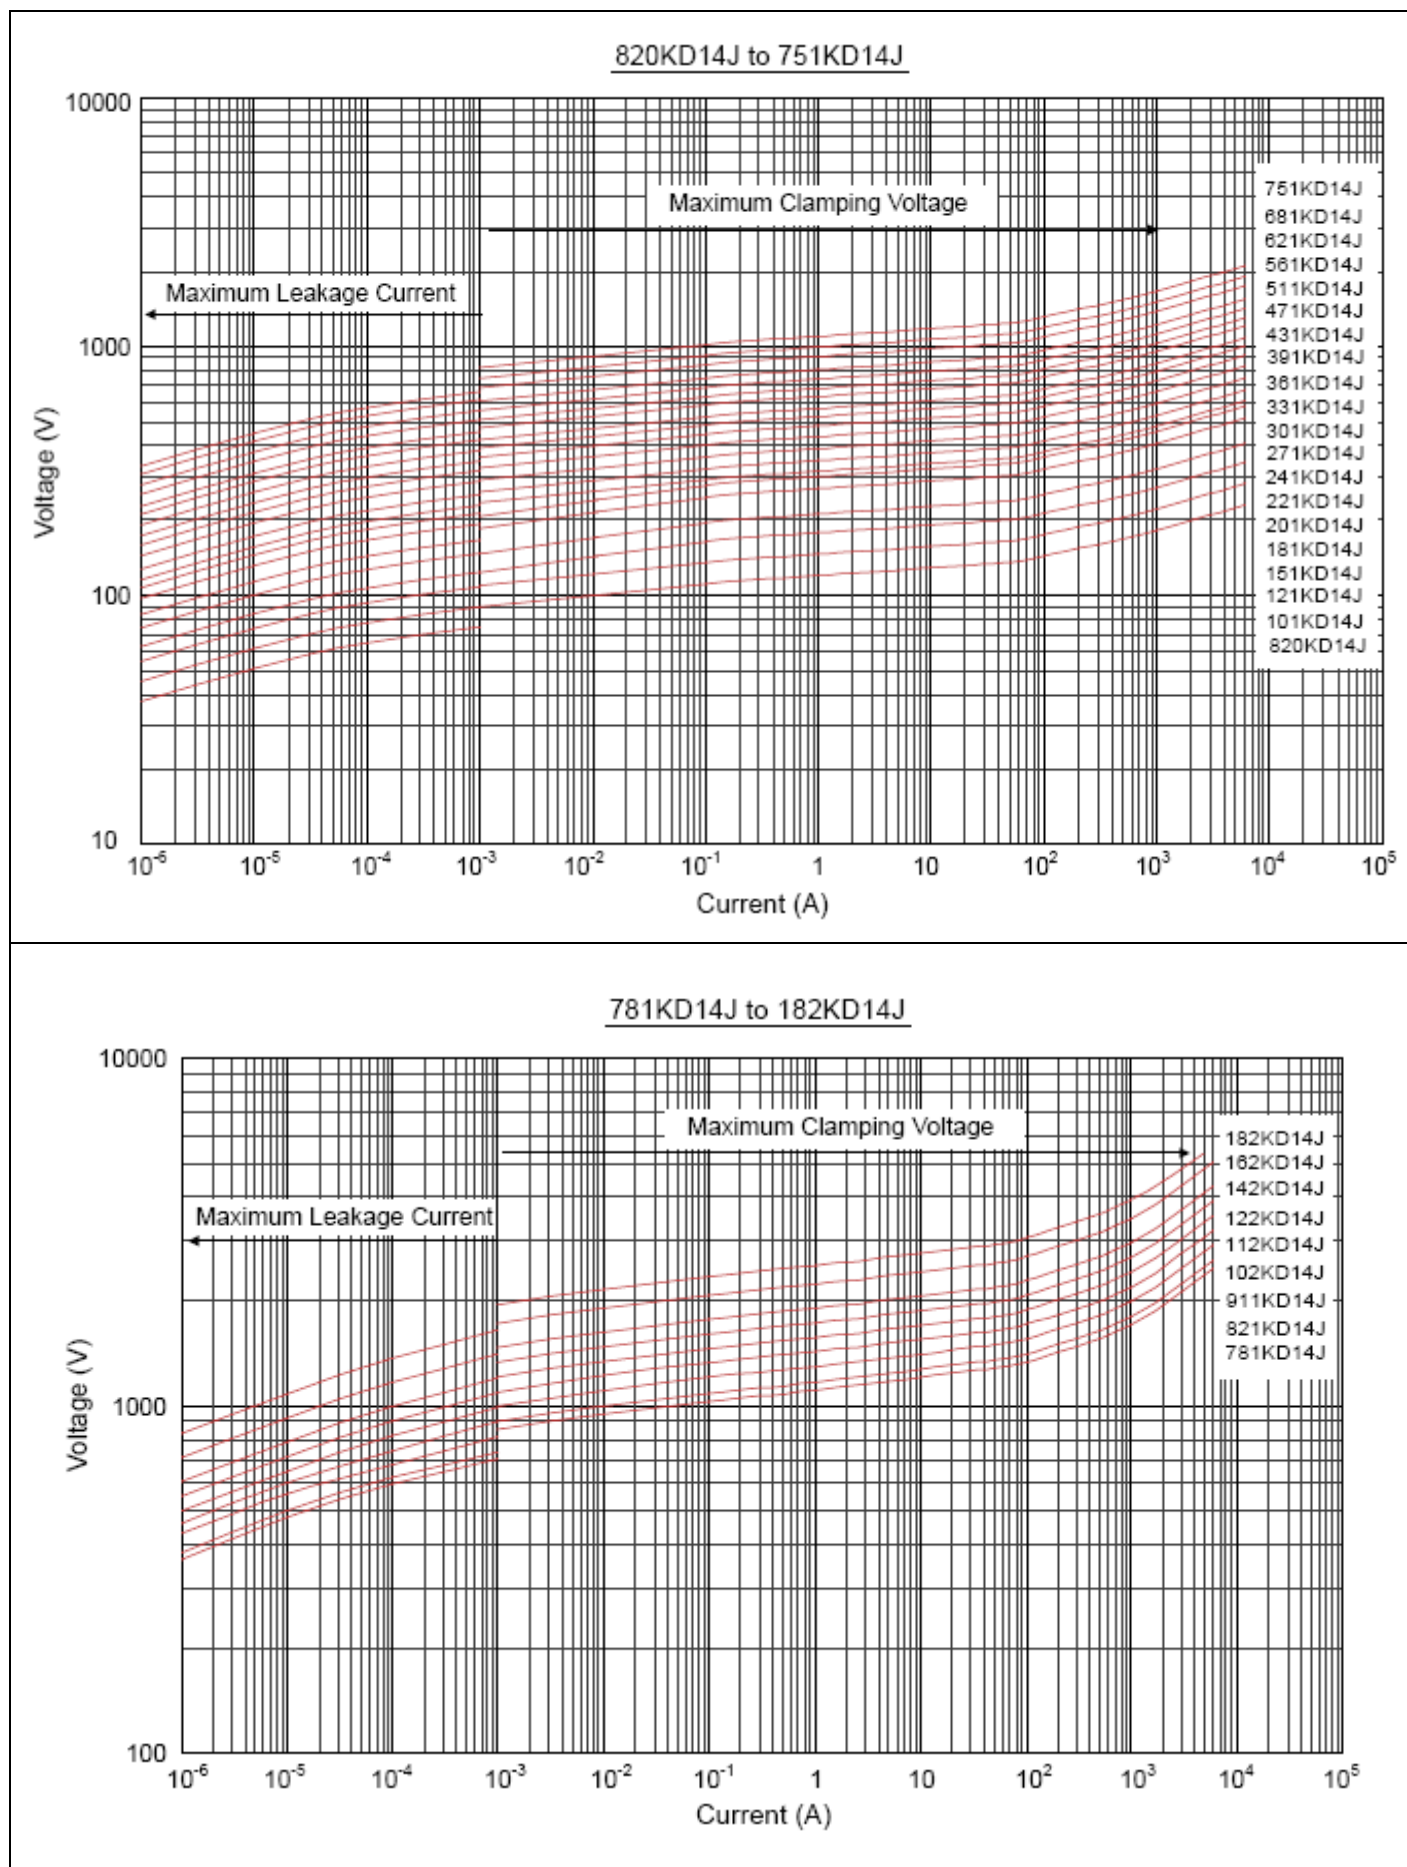 820KD14J to 751KD14J
10000
1000
100
10
Voltage (V)
Maximum Clamping Voltage
Maximum Leakage Current
751KD14J
681KD14J
621KD14J
561KD14J
511KD14J
471KD14J
431KD14J
391KD14J
361KD14J
331KD14J
301KD14J
271KD14J
241KD14J
221KD14J
201KD14J
181KD14J
151KD14J
121KD14J
101KD14J
820KD14J
10⁻⁶ 10⁻⁵ 10⁻⁴ 10⁻³ 10⁻² 10⁻¹ 1 10 10² 10³ 10⁴ 10⁵
Current (A)
781KD14J to 182KD14J
10000
1000
100
Voltage (V)
Maximum Clamping Voltage
Maximum Leakage Current
182KD14J
162KD14J
142KD14J
122KD14J
112KD14J
102KD14J
911KD14J
821KD14J
781KD14J
10⁻⁶ 10⁻⁵ 10⁻⁴ 10⁻³ 10⁻² 10⁻¹ 1 10 10² 10³ 10⁴ 10⁵
Current (A)